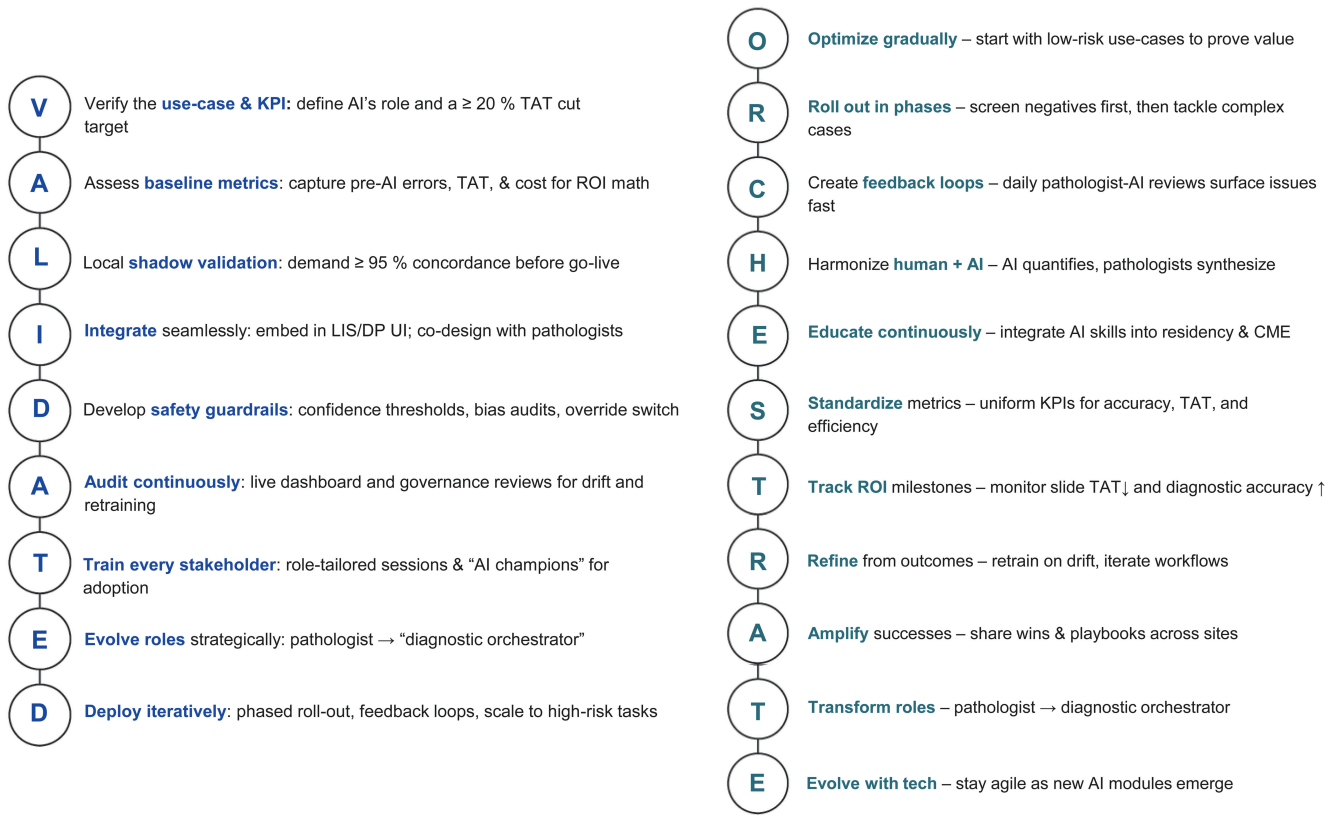 V
Verify the use-case & KPI: define AI's role and a ≥ 20 % TAT cut
target
A
Assess baseline metrics: capture pre-AI errors, TAT, & cost for ROI math
L
Local shadow validation: demand ≥ 95 % concordance before go-live
I
Integrate seamlessly: embed in LIS/DP UI; co-design with pathologists
D
Develop safety guardrails: confidence thresholds, bias audits, override switch
A
Audit continuously: live dashboard and governance reviews for drift and
retraining
T
Train every stakeholder: role-tailored sessions & “AI champions” for
adoption
E
Evolve roles strategically: pathologist → “diagnostic orchestrator”
D
Deploy iteratively: phased roll-out, feedback loops, scale to high-risk tasks
O
Optimize gradually – start with low-risk use-cases to prove value
R
Roll out in phases – screen negatives first, then tackle complex
cases
C
Create feedback loops – daily pathologist-AI reviews surface issues
fast
H
Harmonize human + AI – AI quantifies, pathologists synthesize
E
Educate continuously – integrate AI skills into residency & CME
S
Standardize metrics – uniform KPIs for accuracy, TAT, and
efficiency
T
Track ROI milestones – monitor slide TAT↓ and diagnostic accuracy ↑
R
Refine from outcomes – retrain on drift, iterate workflows
A
Amplify successes – share wins & playbooks across sites
T
Transform roles – pathologist → diagnostic orchestrator
E
Evolve with tech – stay agile as new AI modules emerge